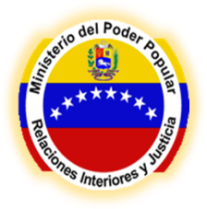 Ministerio del Poder Popular
Relaciones Interiores y Justicia